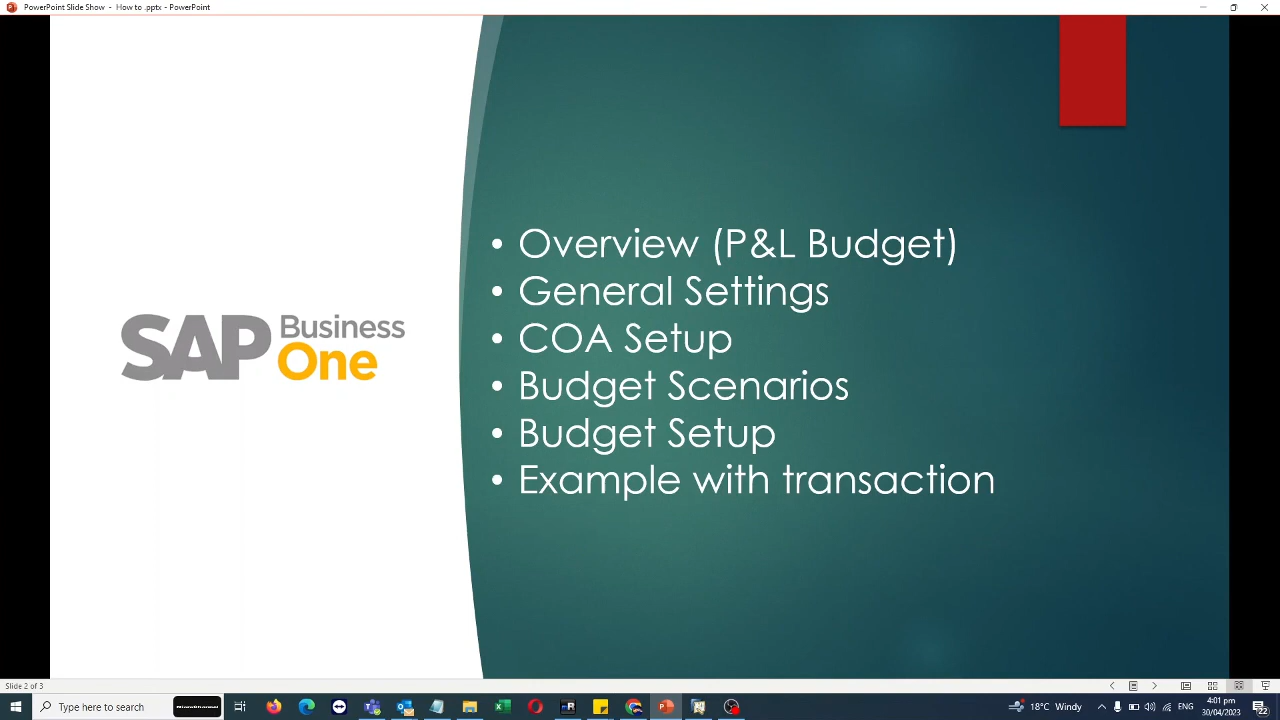 PowerPoint Slide Show - How to .pptx - PowerPoint
SAP Business One
• Overview (P&L Budget)
• General Settings
• COA Setup
• Budget Scenarios
• Budget Setup
• Example with transaction
Slide 2 of 3
Type here to search
18°C Windy
ENG
4:01 pm
30/04/2023